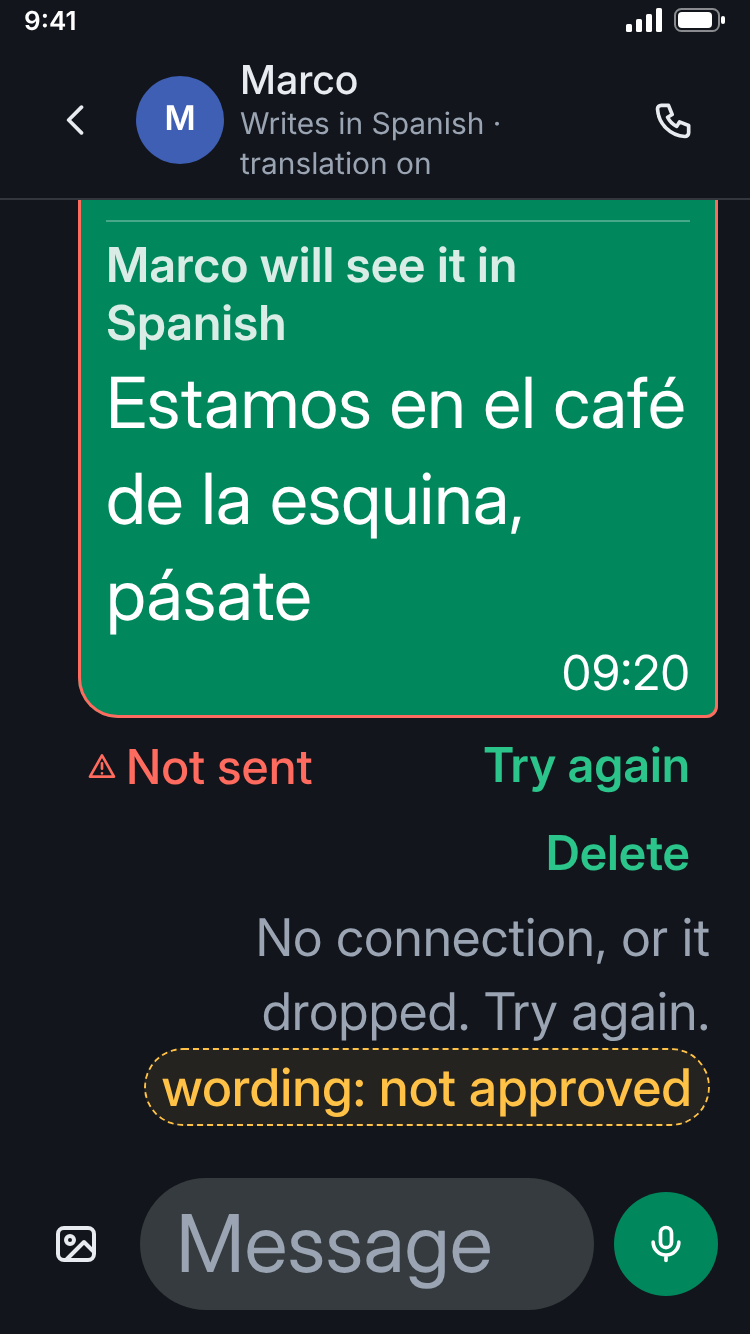 9:41
M
Marco
Writes in Spanish ·
translation on
Marco will see it in
Spanish
Estamos en el café
de la esquina,
pásate
09:20
Not sent
Try again
Delete
No connection, or it
dropped. Try again.
wording: not approved
Message